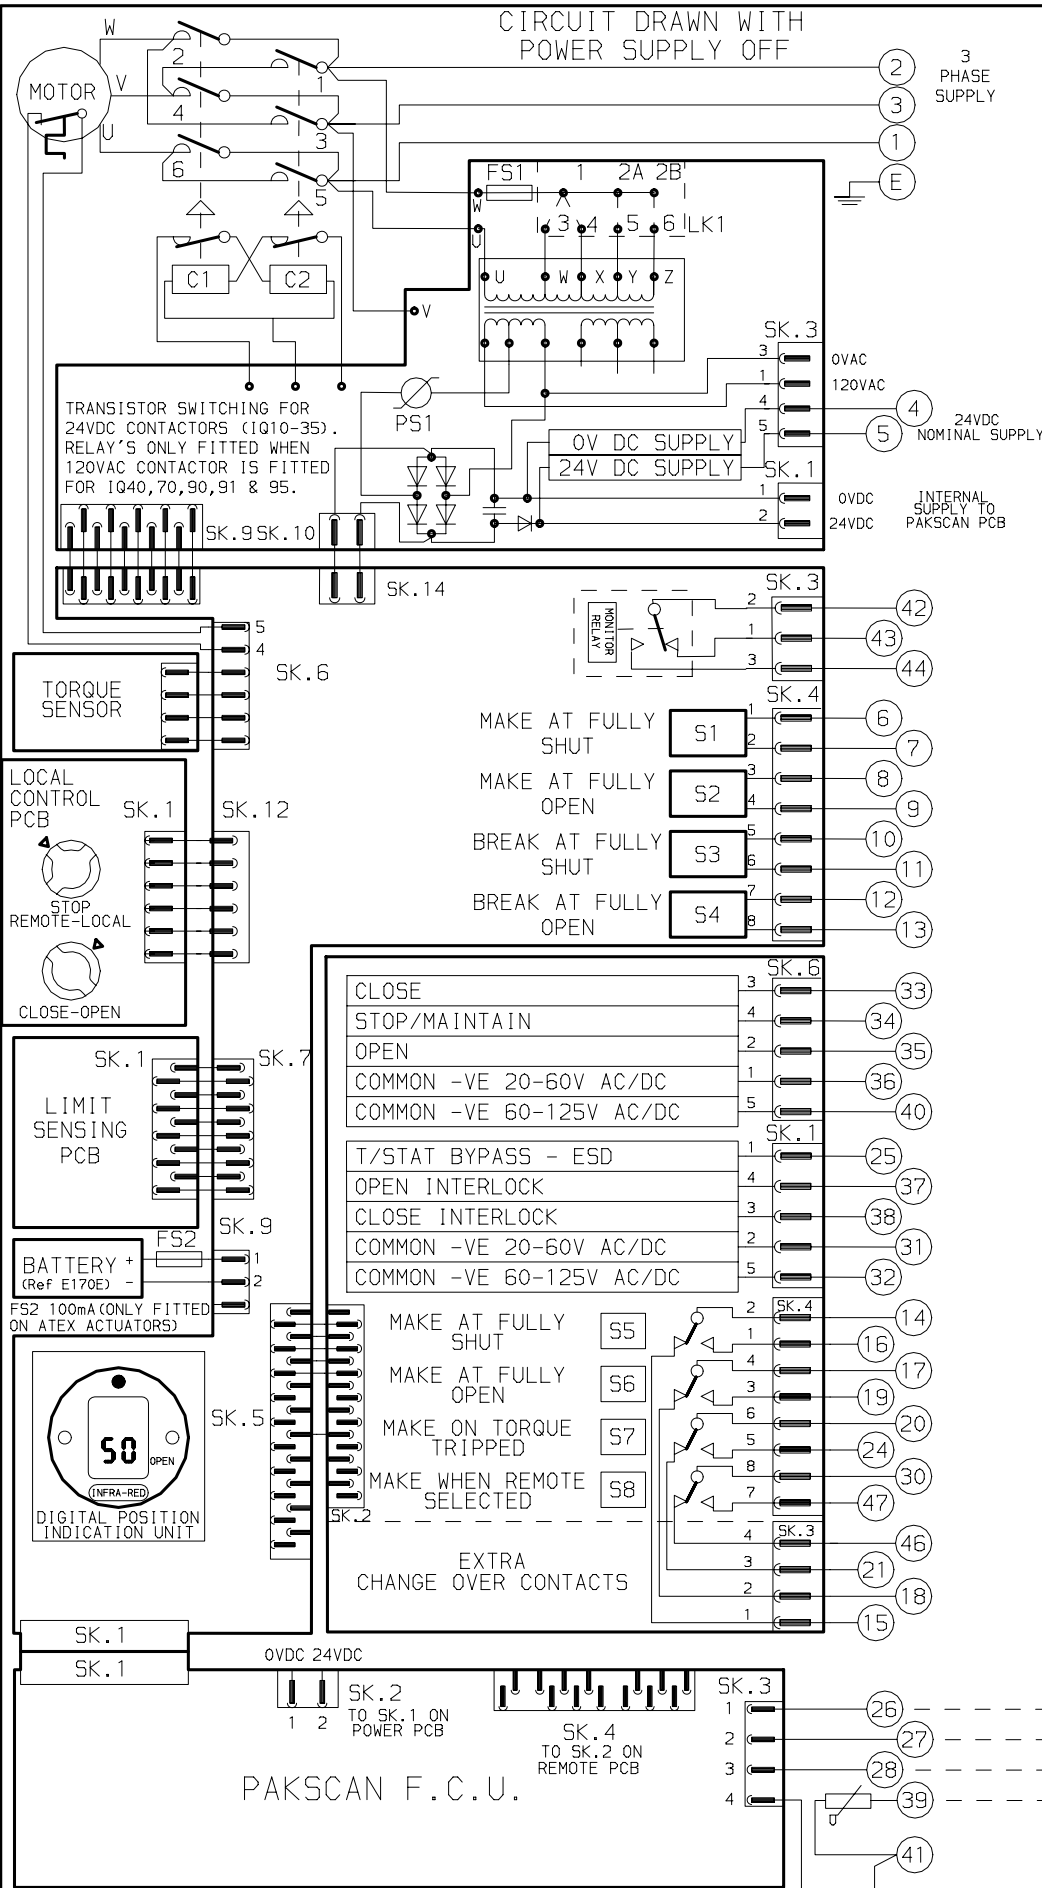 CIRCUIT DRAWN WITH
POWER SUPPLY OFF
W
V
U
MOTOR
2
1
4
3
6
5
2
3
1
E
3
PHASE
SUPPLY
C1
C2
FS1
1
2A
2B
W
U
3
4
5
6
LK1
U
W
X
Y
Z
V
PS1
TRANSISTOR SWITCHING FOR
24VDC CONTACTORS (IQ10-35).
RELAY'S ONLY FITTED WHEN
120VAC CONTACTOR IS FITTED
FOR IQ40,70,90,91 & 95.
SK.3
3 0VAC
1 120VAC
4 4
5 5
24VDC
NOMINAL SUPPLY
0V DC SUPPLY
24V DC SUPPLY
SK.1
1 0VDC
2 24VDC
INTERNAL
SUPPLY TO
PAKSCAN PCB
SK.9
SK.10
SK.14
SK.3
MONITOR
RELAY
2 42
1 43
3 44
5
4
SK.6
TORQUE
SENSOR
SK.4
MAKE AT FULLY
SHUT
S1
1 6
2 7
MAKE AT FULLY
OPEN
S2
3 8
4 9
BREAK AT FULLY
SHUT
S3
5 10
6 11
BREAK AT FULLY
OPEN
S4
7 12
8 13
LOCAL
CONTROL
PCB
SK.1
SK.12
STOP
REMOTE-LOCAL
CLOSE-OPEN
SK.6
CLOSE 3 33
STOP/MAINTAIN 4 34
OPEN 2 35
COMMON -VE 20-60V AC/DC 1 36
COMMON -VE 60-125V AC/DC 5 40
SK.1
SK.7
LIMIT
SENSING
PCB
SK.1
T/STAT BYPASS - ESD 1 25
OPEN INTERLOCK 4 37
CLOSE INTERLOCK 3 38
COMMON -VE 20-60V AC/DC 2 31
COMMON -VE 60-125V AC/DC 5 32
SK.9
FS2
BATTERY + 1
(Ref E170E) - 2
FS2 100mA(ONLY FITTED
ON ATEX ACTUATORS)
SK.4
MAKE AT FULLY
SHUT
S5
2 14
1 16
MAKE AT FULLY
OPEN
S6
4 17
3 19
MAKE ON TORQUE
TRIPPED
S7
6 20
5 24
MAKE WHEN REMOTE
SELECTED
S8
8 30
7 47
SK.5
SK.2
50
OPEN
INFRA-RED
DIGITAL POSITION
INDICATION UNIT
SK.3
EXTRA
CHANGE OVER CONTACTS
4 46
3 21
2 18
1 15
SK.1
SK.1
0VDC 24VDC
1 2
SK.2
TO SK.1 ON
POWER PCB
SK.4
TO SK.2 ON
REMOTE PCB
SK.3
1 26
2 27
3 28
4 39
U
41
PAKSCAN F.C.U.